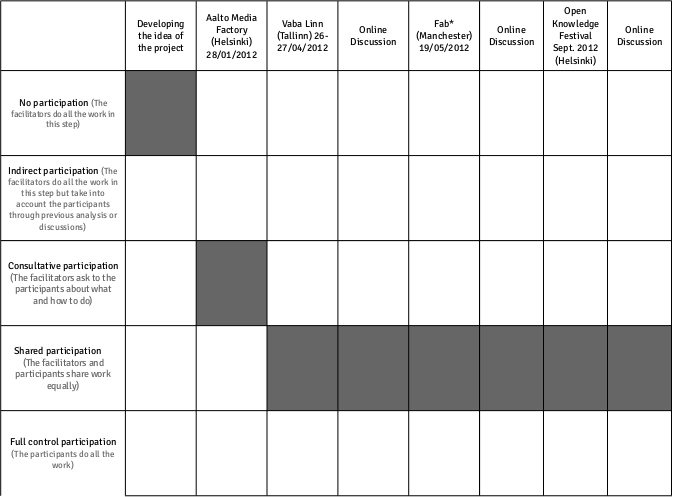 Developing
the idea of
the project
Aalto Media
Factory
(Helsinki)
28/01/2012
Vaba Linn
(Tallinn) 26-
27/04/2012
Online
Discussion
Fab*
(Manchester)
19/05/2012
Online
Discussion
Open
Knowledge
Festival
Sept. 2012
(Helsinki)
Online
Discussion
No participation (The
facilitators do all the work in
this step)
Indirect participation (The
facilitators do all the work in
this step but take into
account the participants
through previous analysis or
discussions)
Consultative participation
(The facilitators ask to the
participants about what
and how to do)
Shared participation
(The facilitators and
participants share work
equally)
Full control participation
(The participants do all the
work)